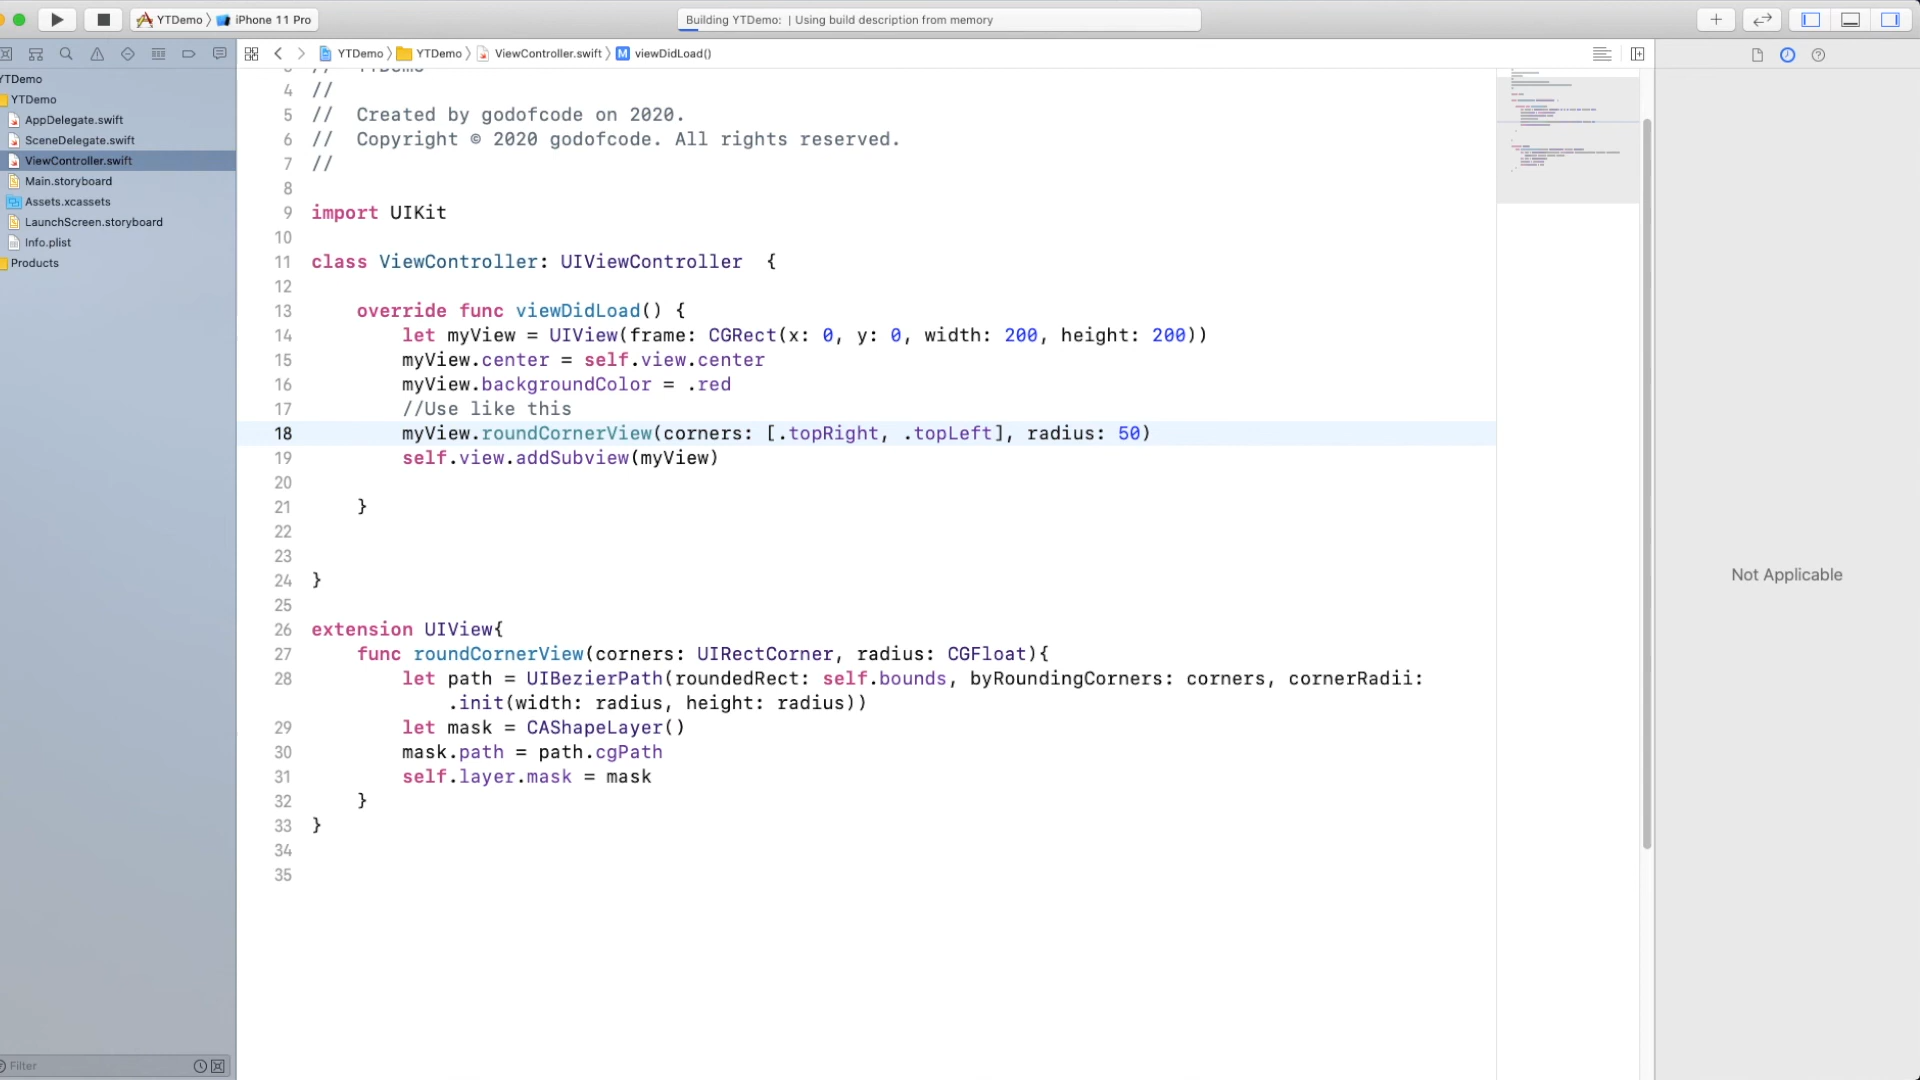 YTDemo iPhone 11 Pro
Building YTDemo: | Using build description from memory
YTDemo YTDemo ViewController.swift M viewDidLoad()
YTDemo
YTDemo
AppDelegate.swift
SceneDelegate.swift
ViewController.swift
Main.storyboard
Assets.xcassets
LaunchScreen.storyboard
Info.plist
Products
Filter
3 // YTDemo
4 //
5 // Created by godofcode on 2020.
6 // Copyright © 2020 godofcode. All rights reserved.
7 //
8
9 import UIKit
10
11 class ViewController: UIViewController {
12
13 override func viewDidLoad() {
14 let myView = UIView(frame: CGRect(x: 0, y: 0, width: 200, height: 200))
15 myView.center = self.view.center
16 myView.backgroundColor = .red
17 //Use like this
18 myView.roundCornerView(corners: [.topRight, .topLeft], radius: 50)
19 self.view.addSubview(myView)
20
21 }
22
23
24 }
25
26 extension UIView{
27 func roundCornerView(corners: UIRectCorner, radius: CGFloat){
28 let path = UIBezierPath(roundedRect: self.bounds, byRoundingCorners: corners, cornerRadii:
.init(width: radius, height: radius))
29 let mask = CAShapeLayer()
30 mask.path = path.cgPath
31 self.layer.mask = mask
32 }
33 }
34
35
Not Applicable